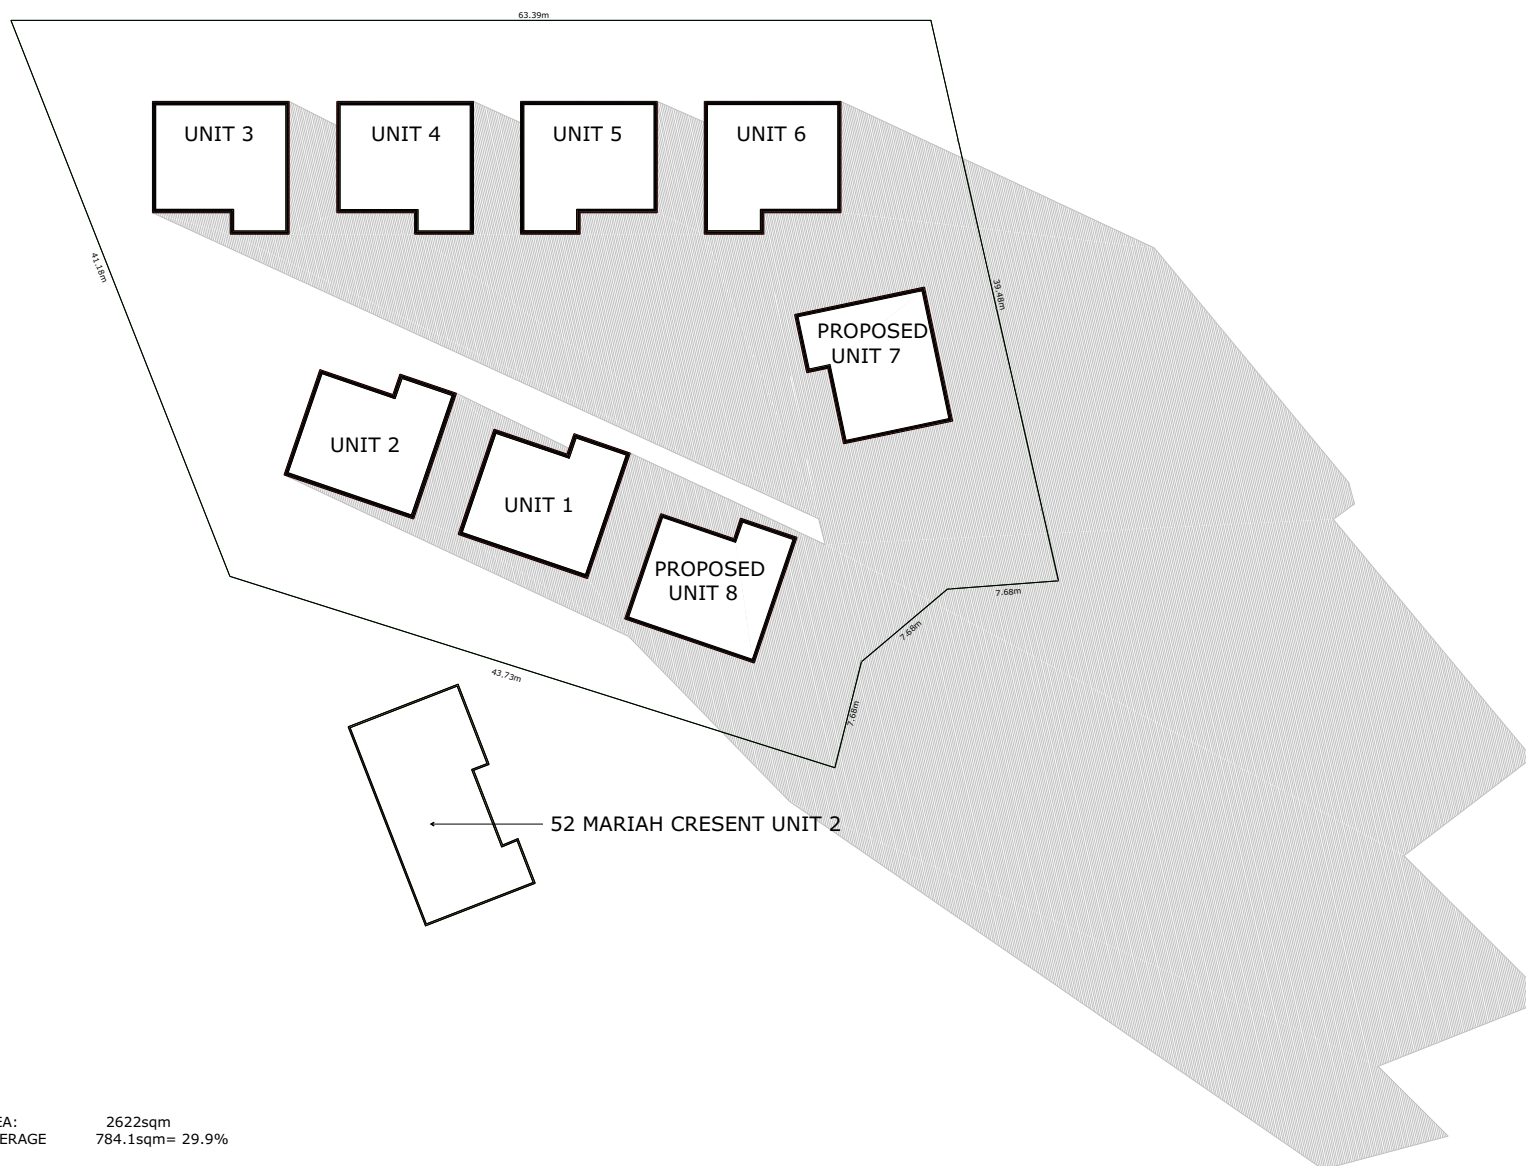 63.39m
UNIT 3
UNIT 4
UNIT 5
UNIT 6
41.18m
39.48m
PROPOSED
UNIT 7
UNIT 2
UNIT 1
PROPOSED
UNIT 8
7.68m
7.68m
7.68m
43.73m
52 MARIAH CRESENT UNIT 2
EA: 2622sqm
ERAGE 784.1sqm= 29.9%